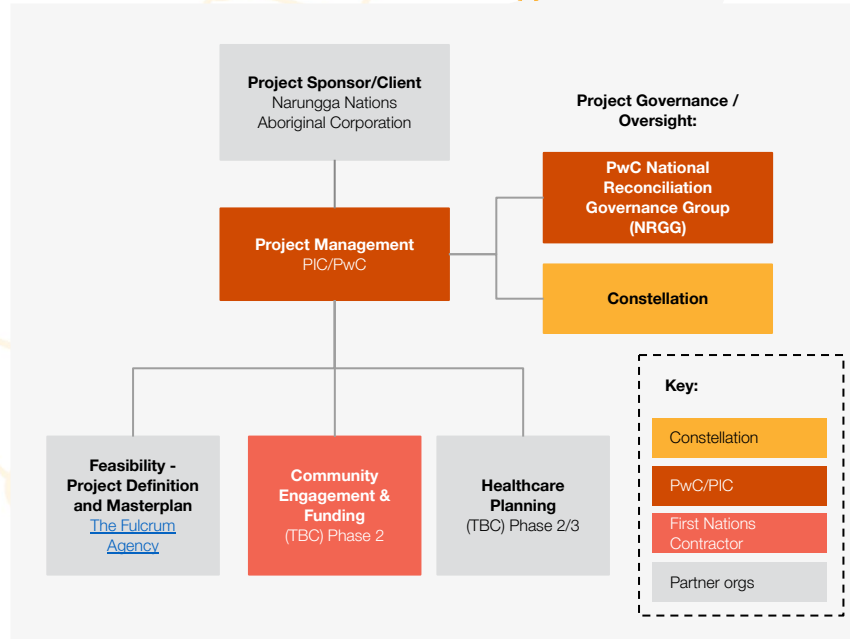 Project Sponsor/Client
Narungga Nations
Aboriginal Corporation
Project Governance /
Oversight:
PwC National
Reconciliation
Governance Group
(NRGG)
Project Management
PIC/PwC
Constellation
Feasibility -
Project Definition
and Masterplan
The Fulcrum
Agency
Community
Engagement &
Funding
(TBC) Phase 2
Healthcare
Planning
(TBC) Phase 2/3
Key:
Constellation
PwC/PIC
First Nations
Contractor
Partner orgs